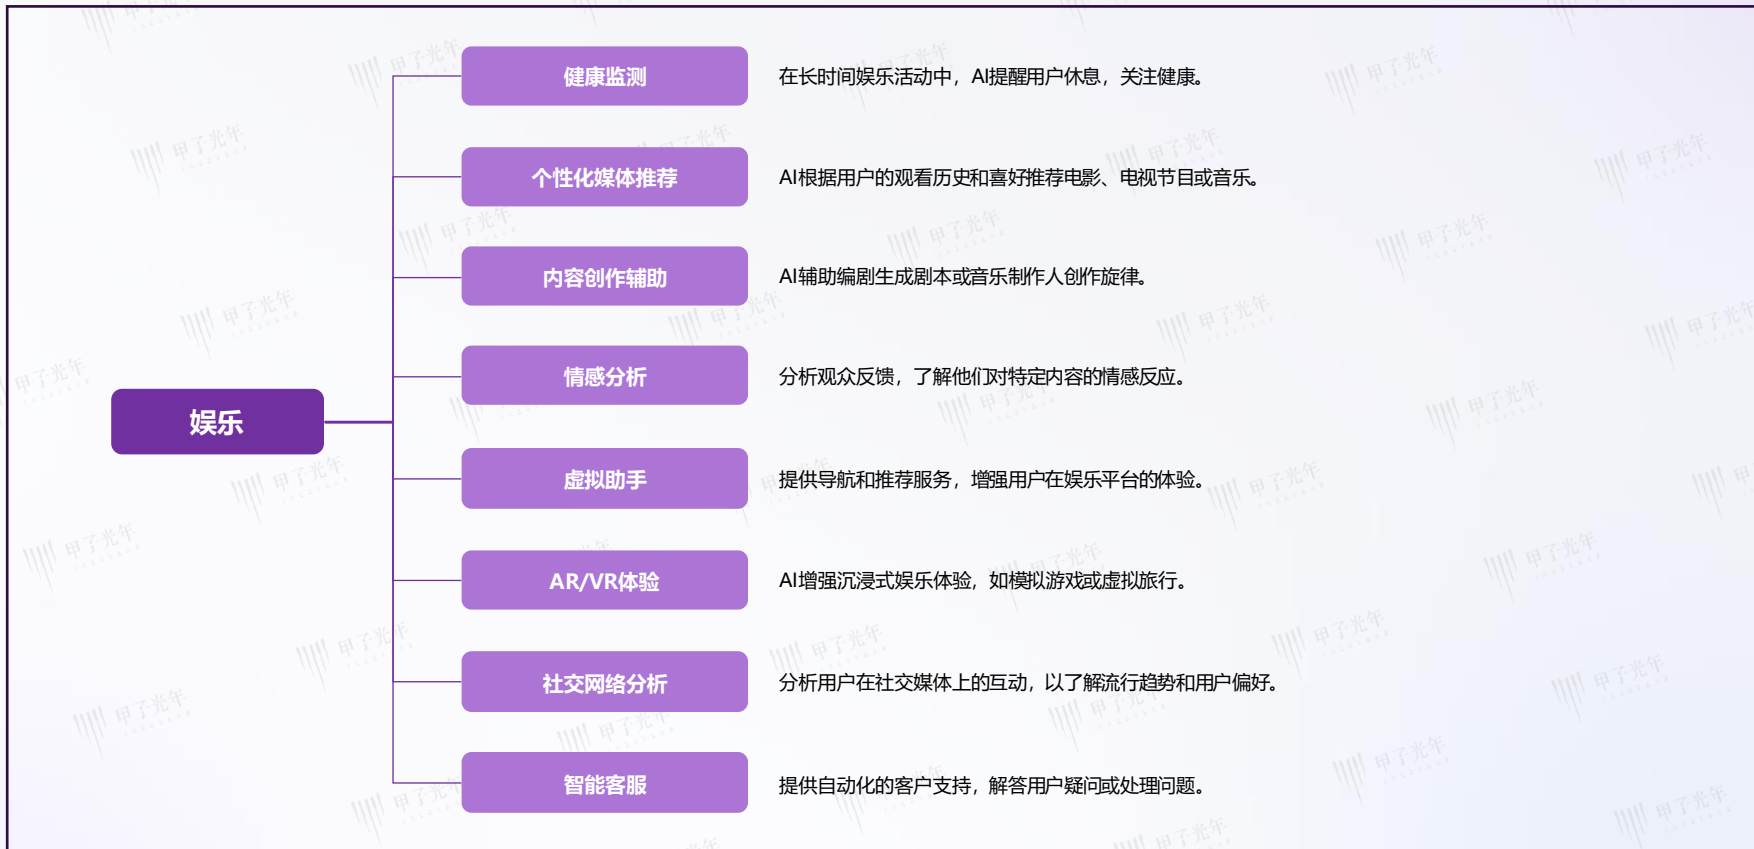 健康监测
在长时间娱乐活动中，AI提醒用户休息，关注健康。
个性化媒体推荐
AI根据用户的观看历史和喜好推荐电影、电视节目或音乐。
内容创作辅助
AI辅助编剧生成剧本或音乐制作人创作旋律。
情感分析
分析观众反馈，了解他们对特定内容的情感反应。
娱乐
虚拟助手
提供导航和推荐服务，增强用户在娱乐平台的体验。
AR/VR体验
AI增强沉浸式娱乐体验，如模拟游戏或虚拟旅行。
社交网络分析
分析用户在社交媒体上的互动，以了解流行趋势和用户偏好。
智能客服
提供自动化的客户支持，解答用户疑问或处理问题。
甲子光年